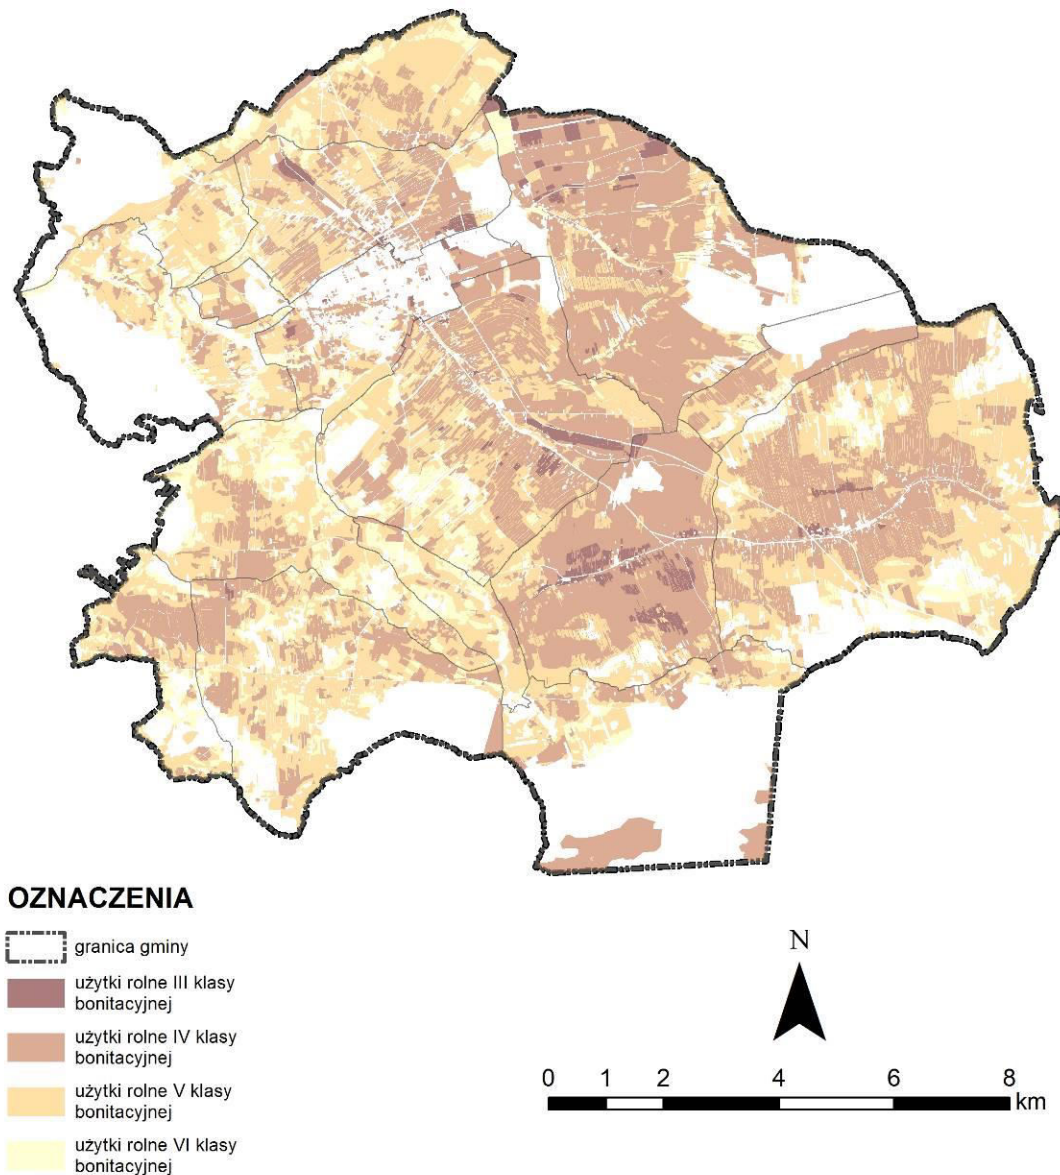 OZNACZENIA
granica gminy
użytki rolne III klasy
bonitacyjnej
użytki rolne IV klasy
bonitacyjnej
użytki rolne V klasy
bonitacyjnej
użytki rolne VI klasy
bonitacyjnej
N
0 1 2 4 6 8
km